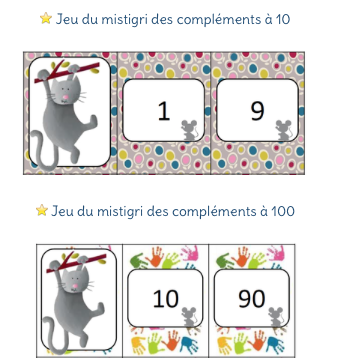 Jeu du mistigri des compléments à 10
1 9
Jeu du mistigri des compléments à 100
10 90